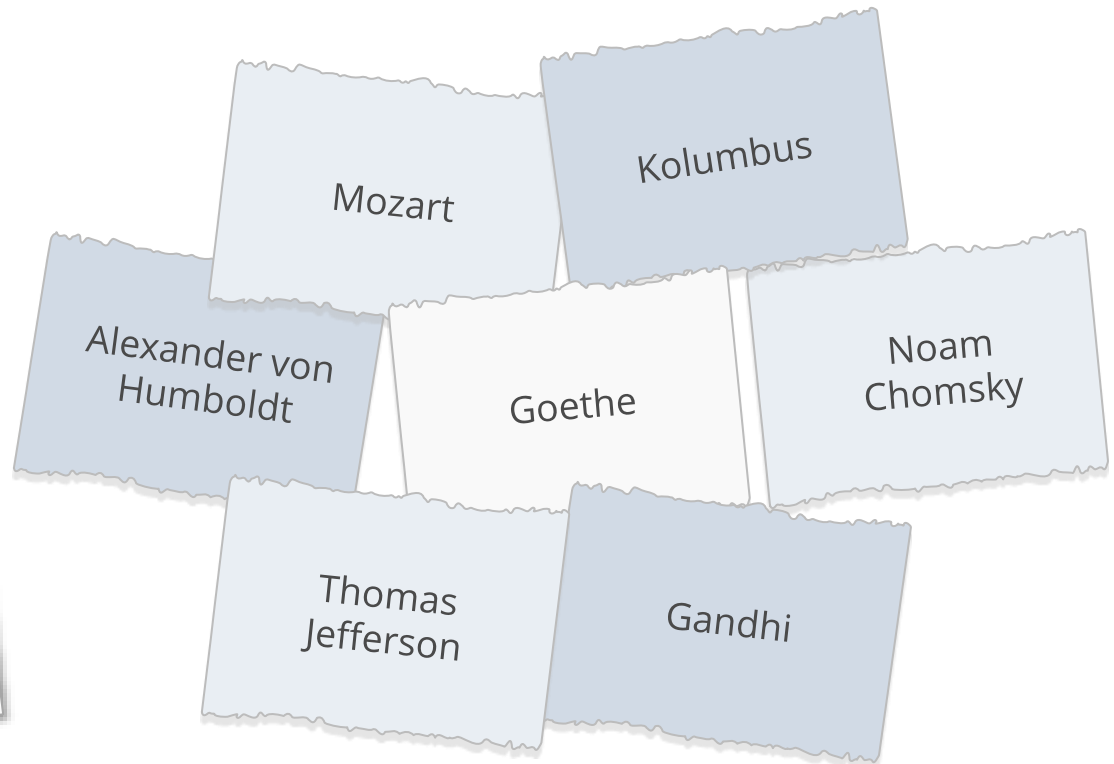 Mozart
Kolumbus
Alexander von
Humboldt
Goethe
Noam
Chomsky
Thomas
Jefferson
Gandhi